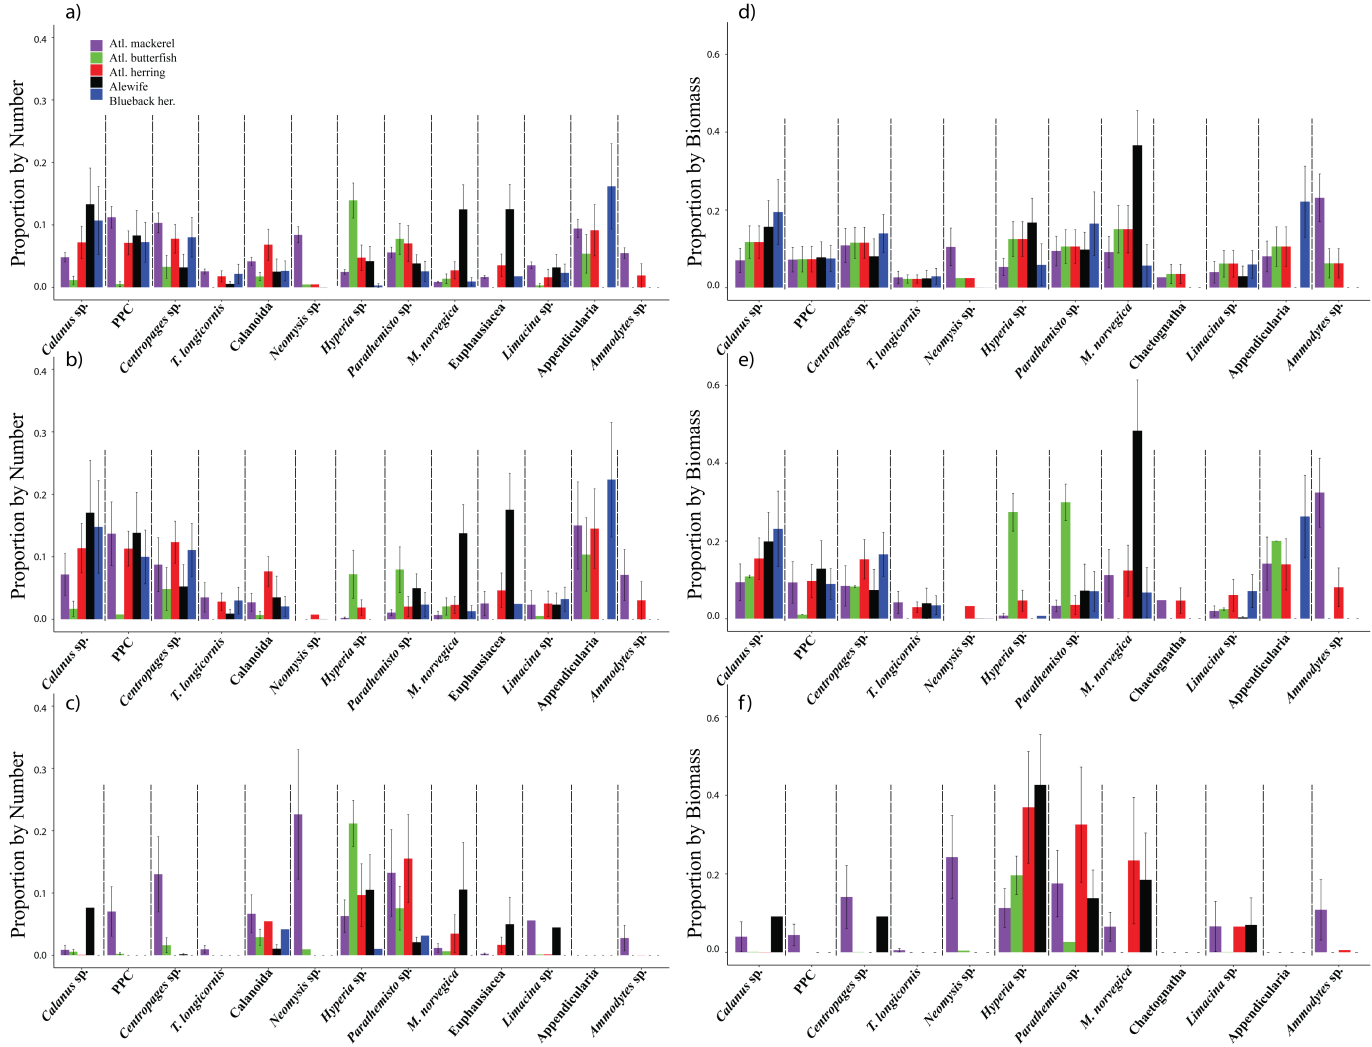 a)
Proportion by Number
0.4
0.3
0.2
0.1
0.0
Atl. mackerel
Atl. butterfish
Atl. herring
Alewife
Blueback her.
Calanus sp.
PPC
Centropages sp.
T. longicornis
Calanoida
Neomysis sp.
Hyperia sp.
Parathemisto sp.
M. norvegica
Euphausiacea
Limacina sp.
Appendicularia
Ammodytes sp.
d)
Proportion by Biomass
0.6
0.4
0.2
0.0
Calanus sp.
PPC
Centropages sp.
T. longicornis
Neomysis sp.
Hyperia sp.
Parathemisto sp.
M. norvegica
Chaetognatha
Limacina sp.
Appendicularia
Ammodytes sp
b)
Proportion by Number
0.4
0.3
0.2
0.1
0.0
Calanus sp.
PPC
Centropages sp.
T. longicornis
Calanoida
Neomysis sp.
Hyperia sp.
Parathemisto sp.
M. norvegica
Euphausiacea
Limacina sp.
Appendicularia
Ammodytes sp.
e)
Proportion by Biomass
0.6
0.4
0.2
0.0
Calanus sp.
PPC
Centropages sp.
T. longicornis
Neomysis sp.
Hyperia sp.
Parathemisto sp.
M. norvegica
Chaetognatha
Limacina sp.
Appendicularia
Ammodytes sp
c)
Proportion by Number
0.4
0.3
0.2
0.1
0.0
Calanus sp.
PPC
Centropages sp.
T. longicornis
Calanoida
Neomysis sp.
Hyperia sp.
Parathemisto sp.
M. norvegica
Euphausiacea
Limacina sp.
Appendicularia
Ammodytes sp.
f)
Proportion by Biomass
0.6
0.4
0.2
0.0
Calanus sp.
PPC
Centropages sp.
T. longicornis
Neomysis sp.
Hyperia sp.
Parathemisto sp.
M. norvegica
Chaetognatha
Limacina sp.
Appendicularia
Ammodytes sp